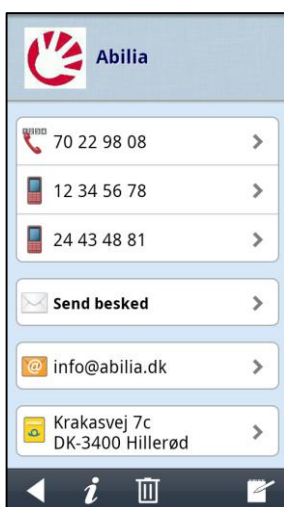 Abilia
70 22 98 08
12 34 56 78
24 43 48 81
Send besked
info@abilia.dk
Krakasvej 7c
DK-3400 Hillerød